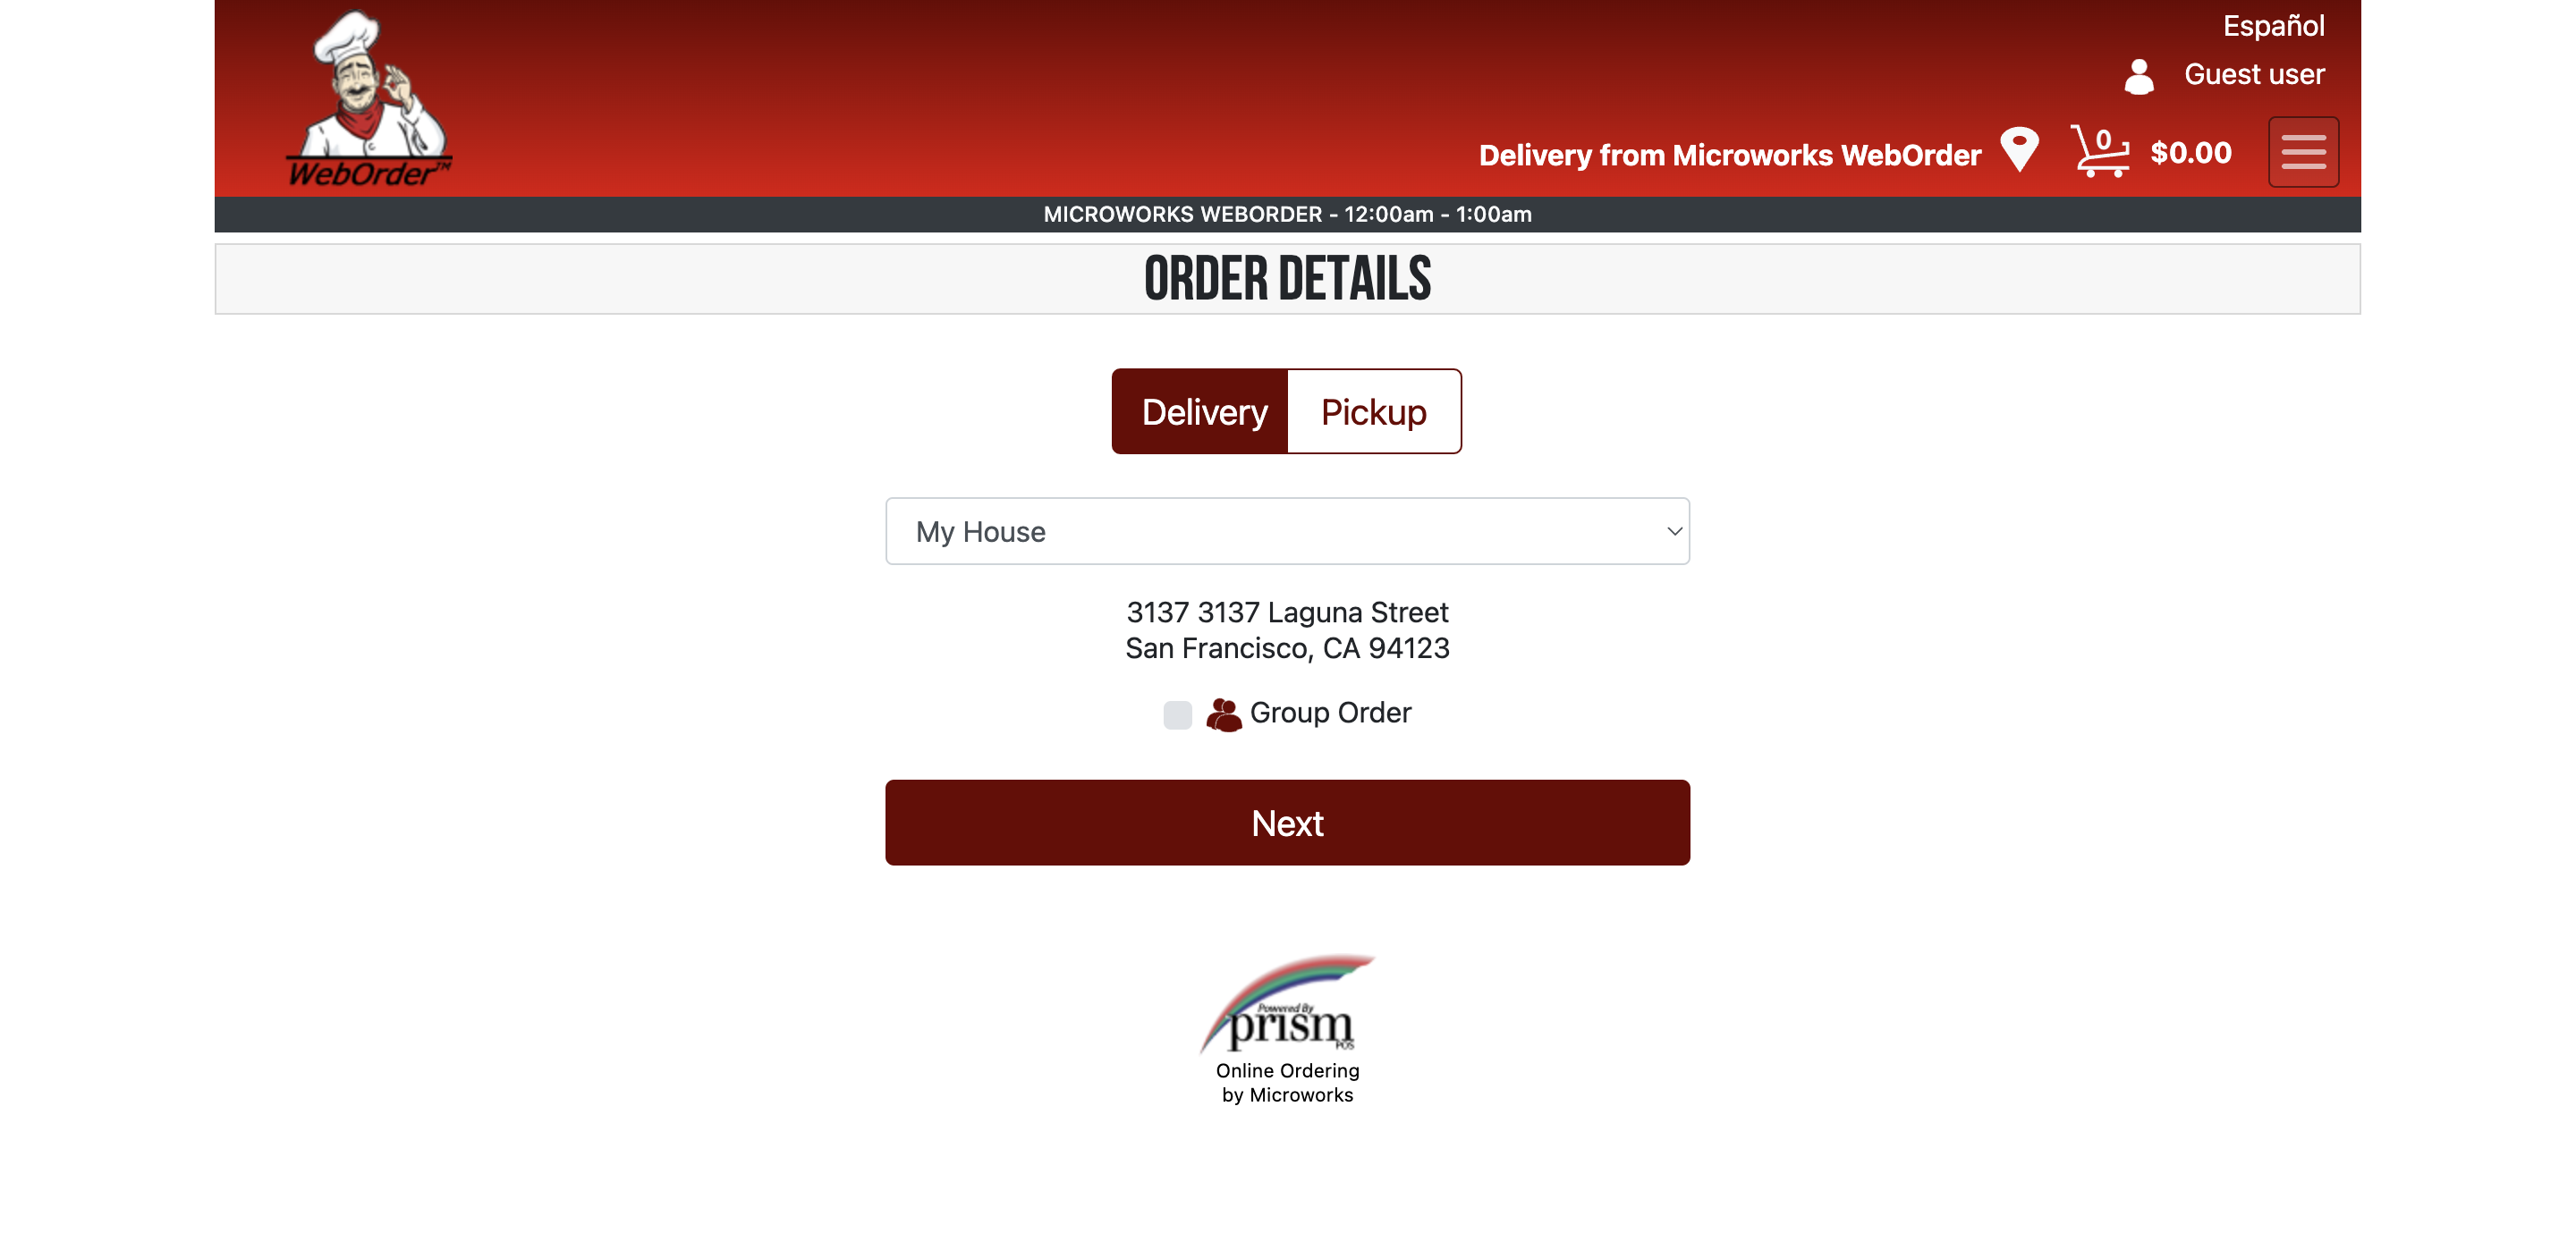 Español
Guest user
WebOrder™
Delivery from Microworks WebOrder
0
$0.00
MICROWORKS WEBORDER - 12:00am - 1:00am
ORDER DETAILS
Delivery
Pickup
My House
3137 3137 Laguna Street
San Francisco, CA 94123
Group Order
Next
Powered By
prism
POS
Online Ordering
by Microworks